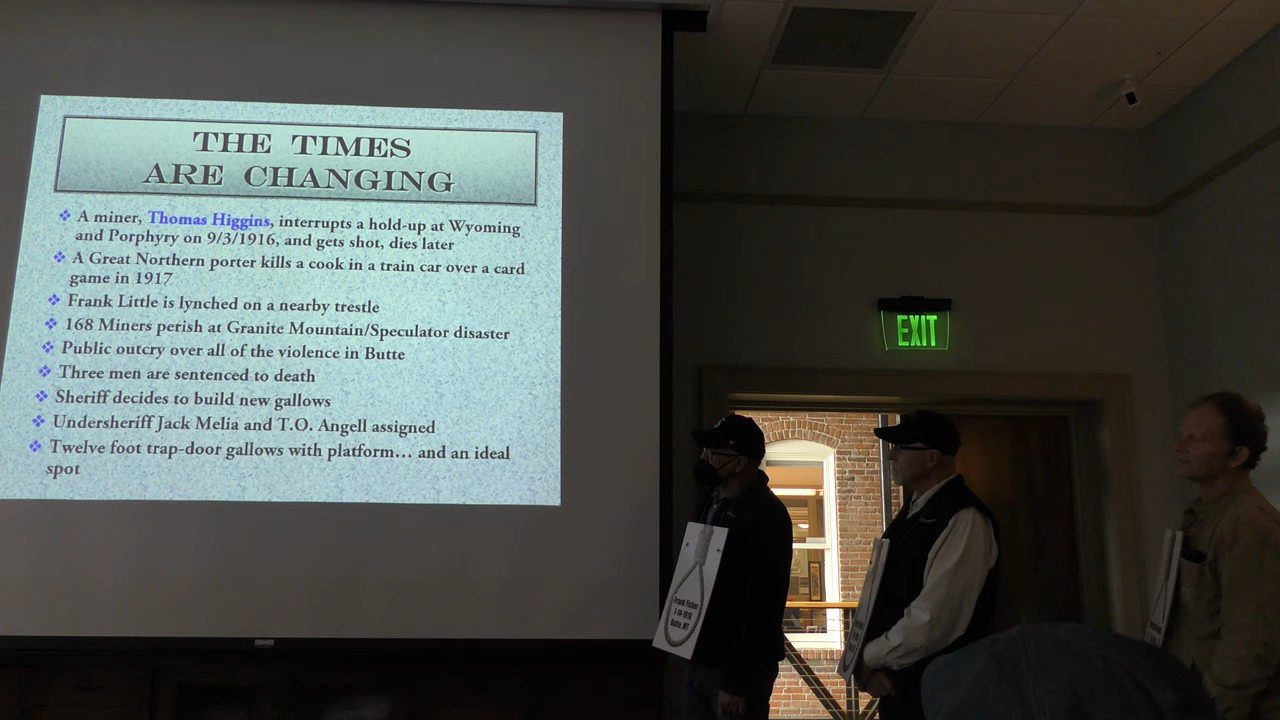 THE TIMES
ARE CHANGING
❖ A miner, Thomas Higgins, interrupts a hold-up at Wyoming
and Porphyry on 9/3/1916, and gets shot, dies later
❖ A Great Northern porter kills a cook in a train car over a card
game in 1917
❖ Frank Little is lynched on a nearby trestle
❖ 168 Miners perish at Granite Mountain/Speculator disaster
❖ Public outcry over all of the violence in Butte
❖ Three men are sentenced to death
❖ Sheriff decides to build new gallows
❖ Undersheriff Jack Melia and T.O. Angell assigned
❖ Twelve foot trap-door gallows with platform... and an ideal
spot
EXIT
Frank Fisher
Butte, MT